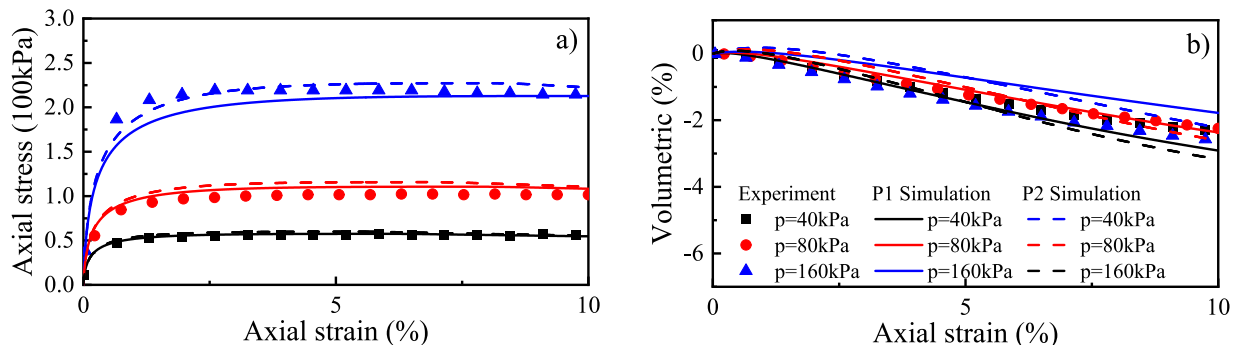 a)
Axial stress (100kPa)
3.0
2.5
2.0
1.5
1.0
0.5
0.0
0 5 10
Axial strain (%)
b)
Volumetric (%)
0
-2
-4
-6
Experiment P1 Simulation P2 Simulation
p=40kPa p=40kPa p=40kPa
p=80kPa p=80kPa p=80kPa
p=160kPa p=160kPa p=160kPa
0 5 10
Axial strain (%)